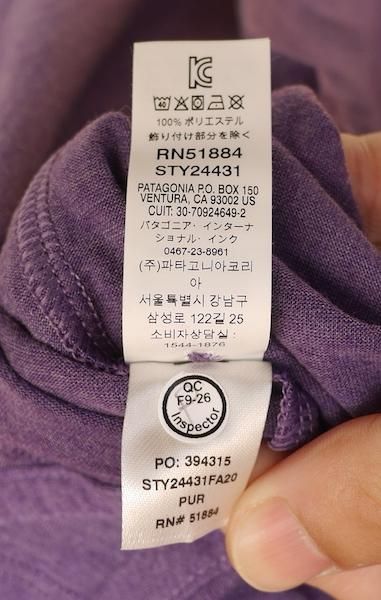 40
100% ポリエステル
飾り付け部分を除く
RN51884
STY24431
PATAGONIA P.O. BOX 150
VENTURA, CA 93002 US
CUIT: 30-70924649-2
パタゴニア・インターナ
ショナル・インク
0467-23-8961
(주)파타고니아코리
아
서울특별시 강남구
삼성로 122길 25
소비자상담실 :
1544-1876
QC
F9-26
Inspector
PO: 394315
STY24431FA20
PUR
RN# 51884